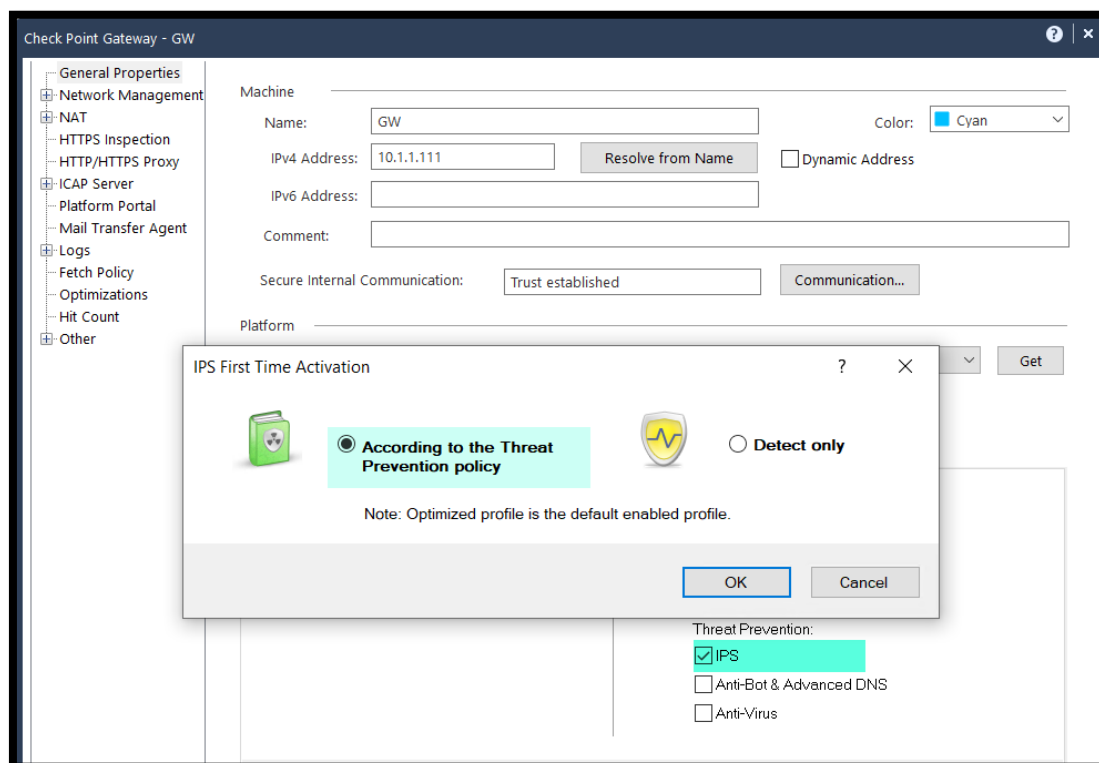 Check Point Gateway - GW
?
×
General Properties
Network Management
NAT
HTTPS Inspection
HTTP/HTTPS Proxy
ICAP Server
Platform Portal
Mail Transfer Agent
Logs
Fetch Policy
Optimizations
Hit Count
Other
Machine
Name: GW Color: Cyan
IPv4 Address: 10.1.1.111 Resolve from Name Dynamic Address
IPv6 Address:
Comment:
Secure Internal Communication: Trust established Communication...
Platform
Get
IPS First Time Activation ?
According to the Threat
Prevention policy
Detect only
Note: Optimized profile is the default enabled profile.
OK Cancel
Threat Prevention:
IPS
Anti-Bot & Advanced DNS
Anti-Virus